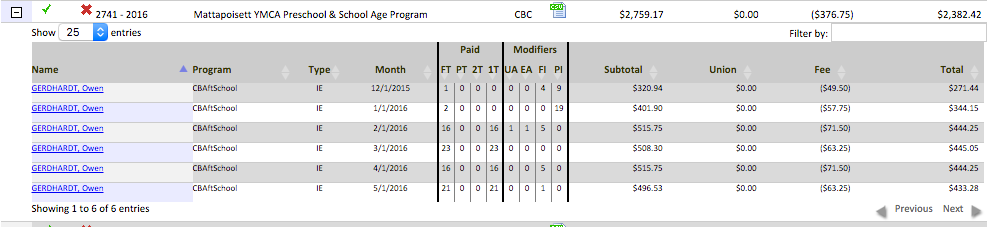 2741 - 2016 Mattapoisett YMCA Preschool & School Age Program CBC $2,759.17 $0.00 ($376.75) $2,382.42
Show 25 entries Filter by:
Paid Modifiers
Name Program Type Month FT PT 2T 1T UA EA FI PI Subtotal Union Fee Total
GERDHARDT, Owen CBAftSchool IE 12/1/2015 1 0 0 0 0 0 4 9 $320.94 $0.00 ($49.50) $271.44
GERDHARDT, Owen CBAftSchool IE 1/1/2016 2 0 0 0 0 0 0 19 $401.90 $0.00 ($57.75) $344.15
GERDHARDT, Owen CBAftSchool IE 2/1/2016 16 0 0 16 1 1 5 0 $515.75 $0.00 ($71.50) $444.25
GERDHARDT, Owen CBAftSchool IE 3/1/2016 23 0 0 23 0 0 0 0 $508.30 $0.00 ($63.25) $445.05
GERDHARDT, Owen CBAftSchool IE 4/1/2016 16 0 0 16 0 0 5 0 $515.75 $0.00 ($71.50) $444.25
GERDHARDT, Owen CBAftSchool IE 5/1/2016 21 0 0 21 0 0 1 0 $496.53 $0.00 ($63.25) $433.28
Showing 1 to 6 of 6 entries Previous Next